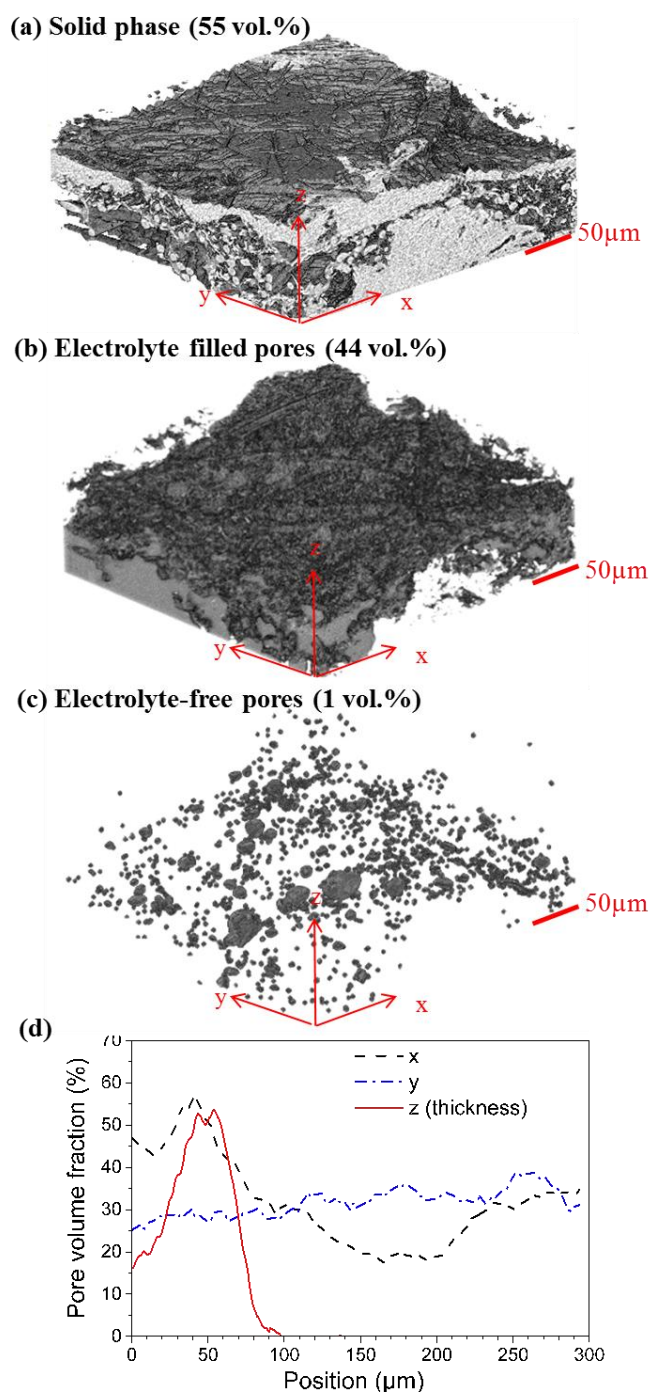 (a) Solid phase (55 vol.%)
z
y
x
50µm
(b) Electrolyte filled pores (44 vol.%)
z
y
x
50µm
(c) Electrolyte-free pores (1 vol.%)
z
y
x
50µm
(d)
70
60
50
40
30
20
10
0
Pore volume fraction (%)
x
y
z (thickness)
0 50 100 150 200 250 300
Position (µm)